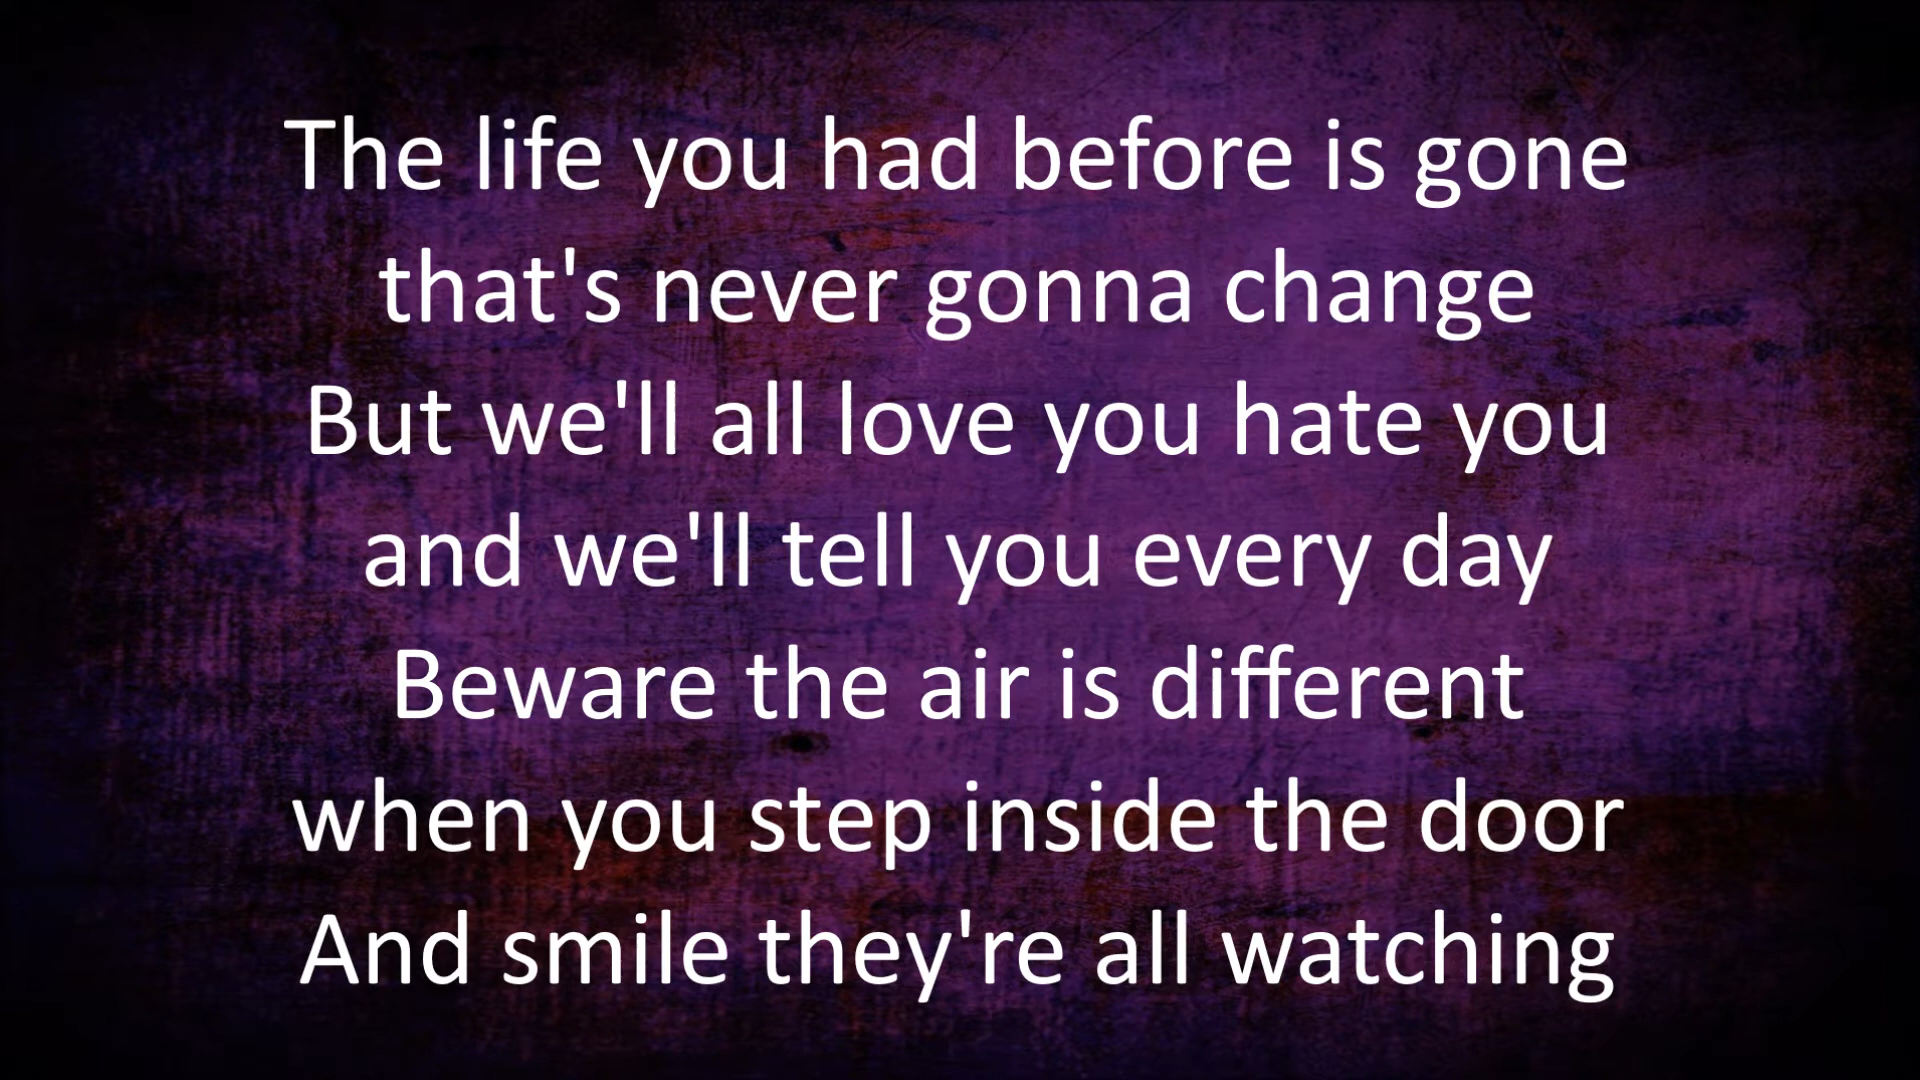 The life you had before is gone
that's never gonna change
But we'll all love you hate you
and we'll tell you every day
Beware the air is different
when you step inside the door
And smile they're all watching